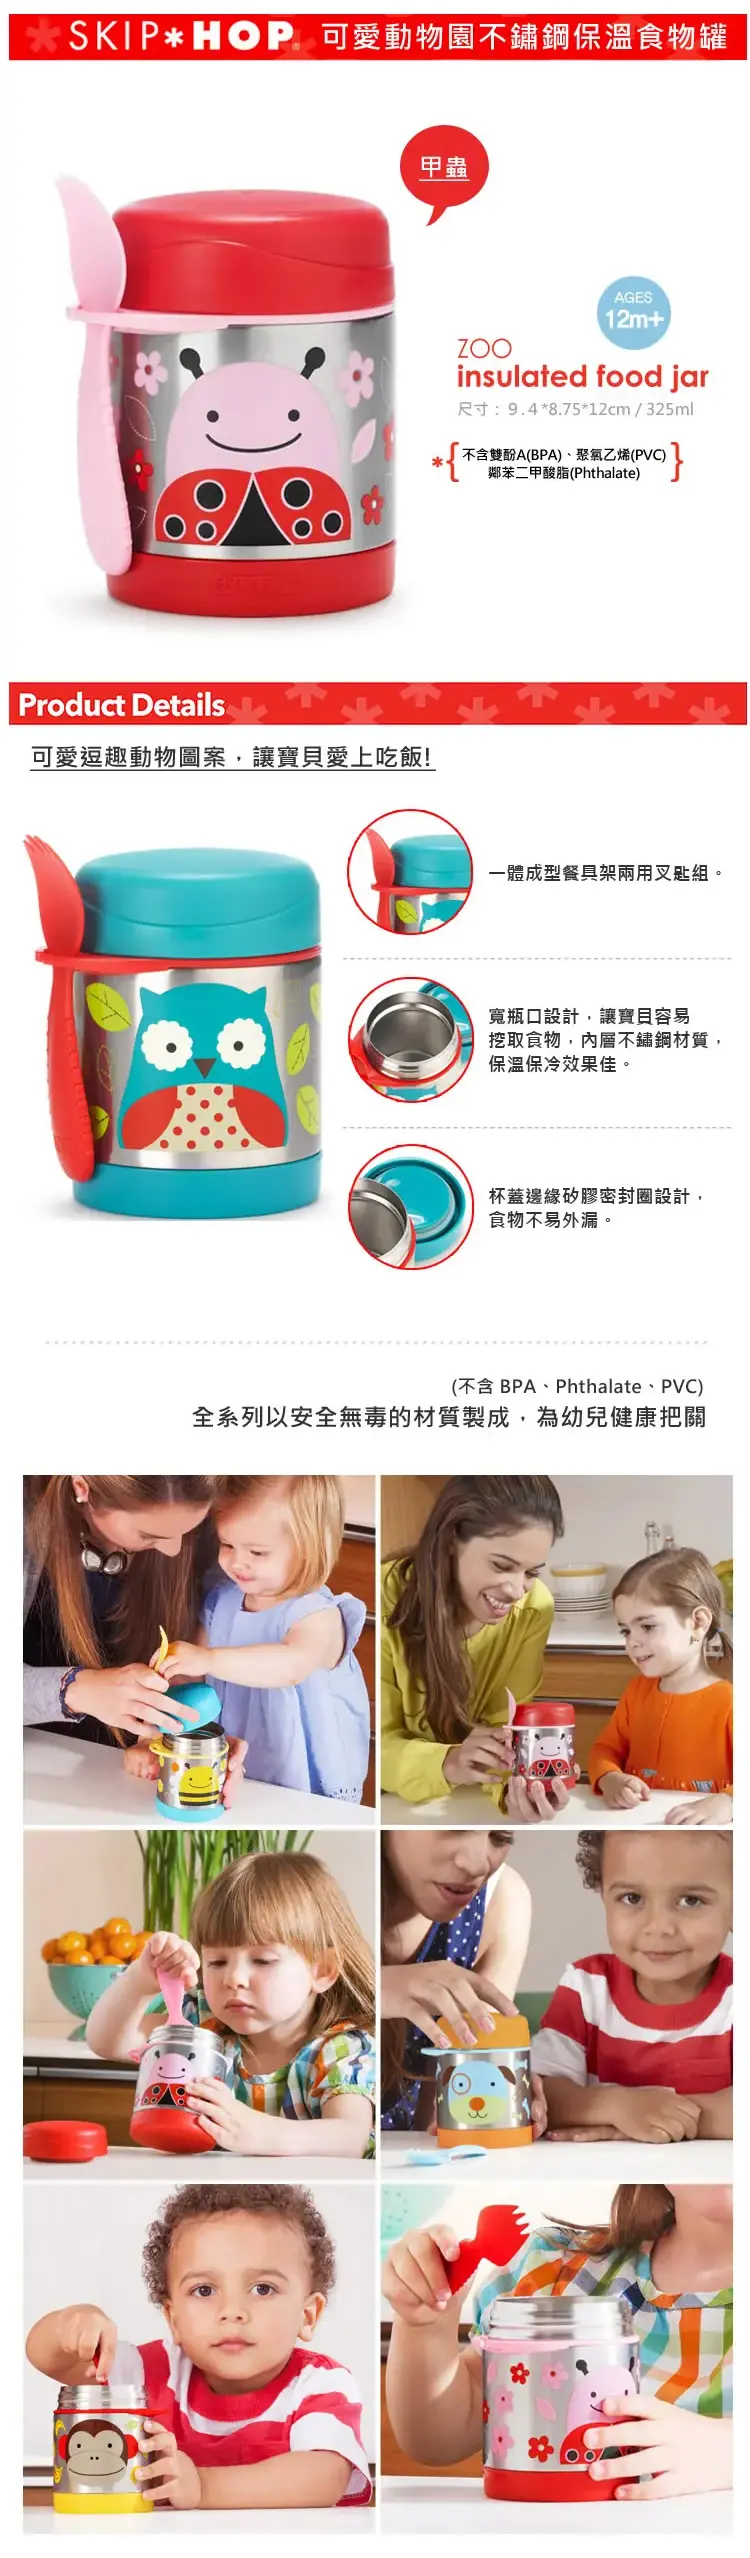 SKIP*HOP® 可愛動物園不鏽鋼保溫食物罐
甲蟲
AGES
12m+
ZOO
insulated food jar
尺寸：9.4*8.75*12cm / 325ml
*{不含雙酚A(BPA)、聚氯乙烯(PVC)
鄰苯二甲酸脂(Phthalate)}
Product Details
可愛逗趣動物圖案，讓寶貝愛上吃飯!
一體成型餐具架兩用叉匙組。
寬瓶口設計，讓寶貝容易
挖取食物，內層不鏽鋼材質，
保溫保冷效果佳。
杯蓋邊緣矽膠密封圈設計，
食物不易外漏。
(不含 BPA、Phthalate、PVC)
全系列以安全無毒的材質製成，為幼兒健康把關